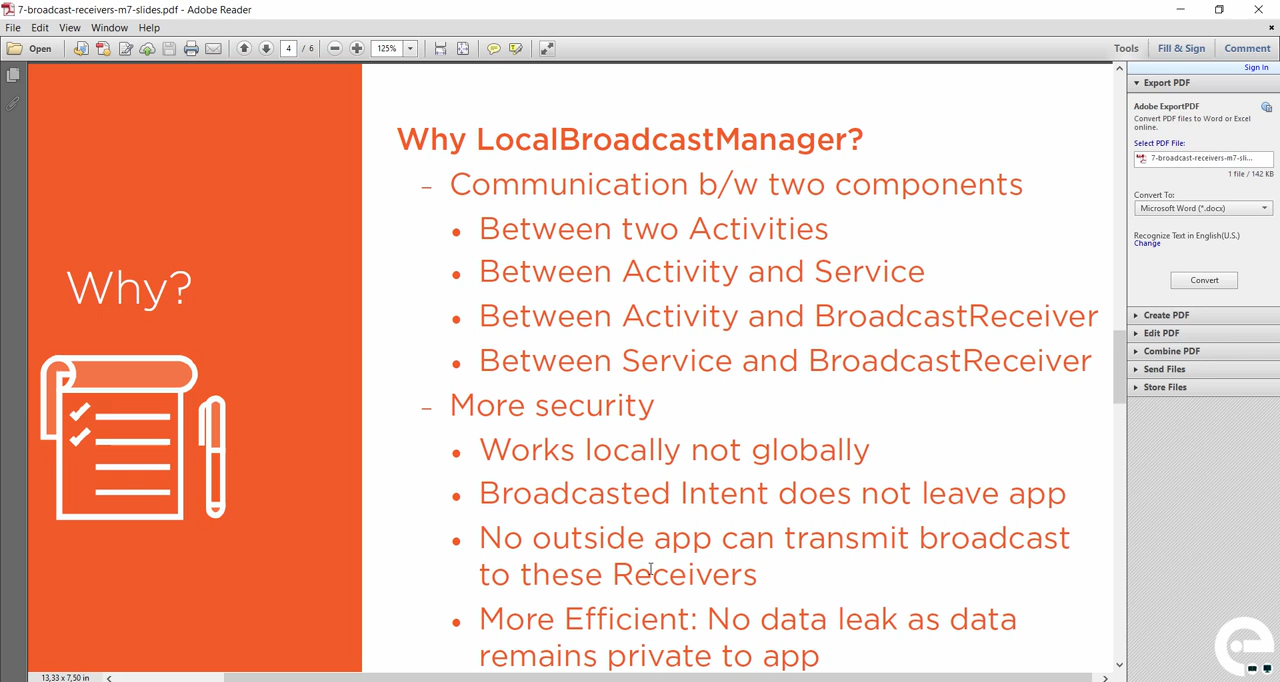 7-broadcast-receivers-m7-slides.pdf - Adobe Reader
File Edit View Window Help
Open
4 / 6
125%
Tools Fill & Sign Comment
Sign In
Export PDF
Adobe ExportPDF
Convert PDF files to Word or Excel
online.
Select PDF File:
7-broadcast-receivers-m7-sli...
1 file / 142 KB
Convert To:
Microsoft Word (*.docx)
Recognize Text in English(U.S.)
Change
Convert
Create PDF
Edit PDF
Combine PDF
Send Files
Store Files
Why?
Why LocalBroadcastManager?
– Communication b/w two components
• Between two Activities
• Between Activity and Service
• Between Activity and BroadcastReceiver
• Between Service and BroadcastReceiver
– More security
• Works locally not globally
• Broadcasted Intent does not leave app
• No outside app can transmit broadcast
to these Receivers
• More Efficient: No data leak as data
remains private to app
13,33 x 7,50 in